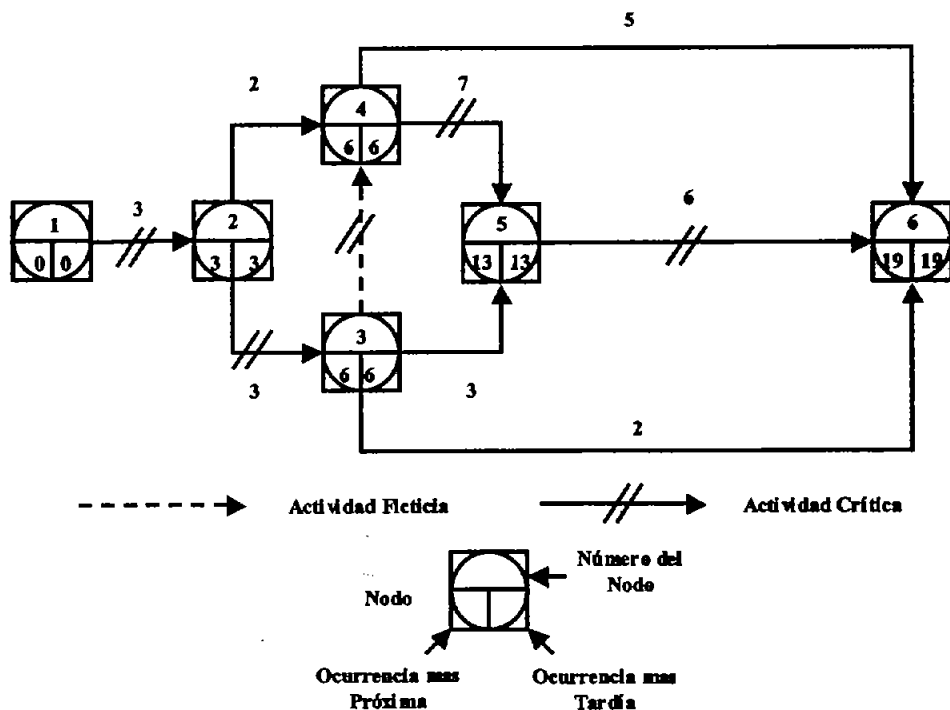 5
2
7
4
6 6
3
1
0 0
2
3 3
5
13 13
6
6
19 19
3
6 6
3
3
2
Actividad Ficticia
Actividad Crítica
Nodo
Número del
Nodo
Ocurrencia mas
Próxima
Ocurrencia mas
Tardía